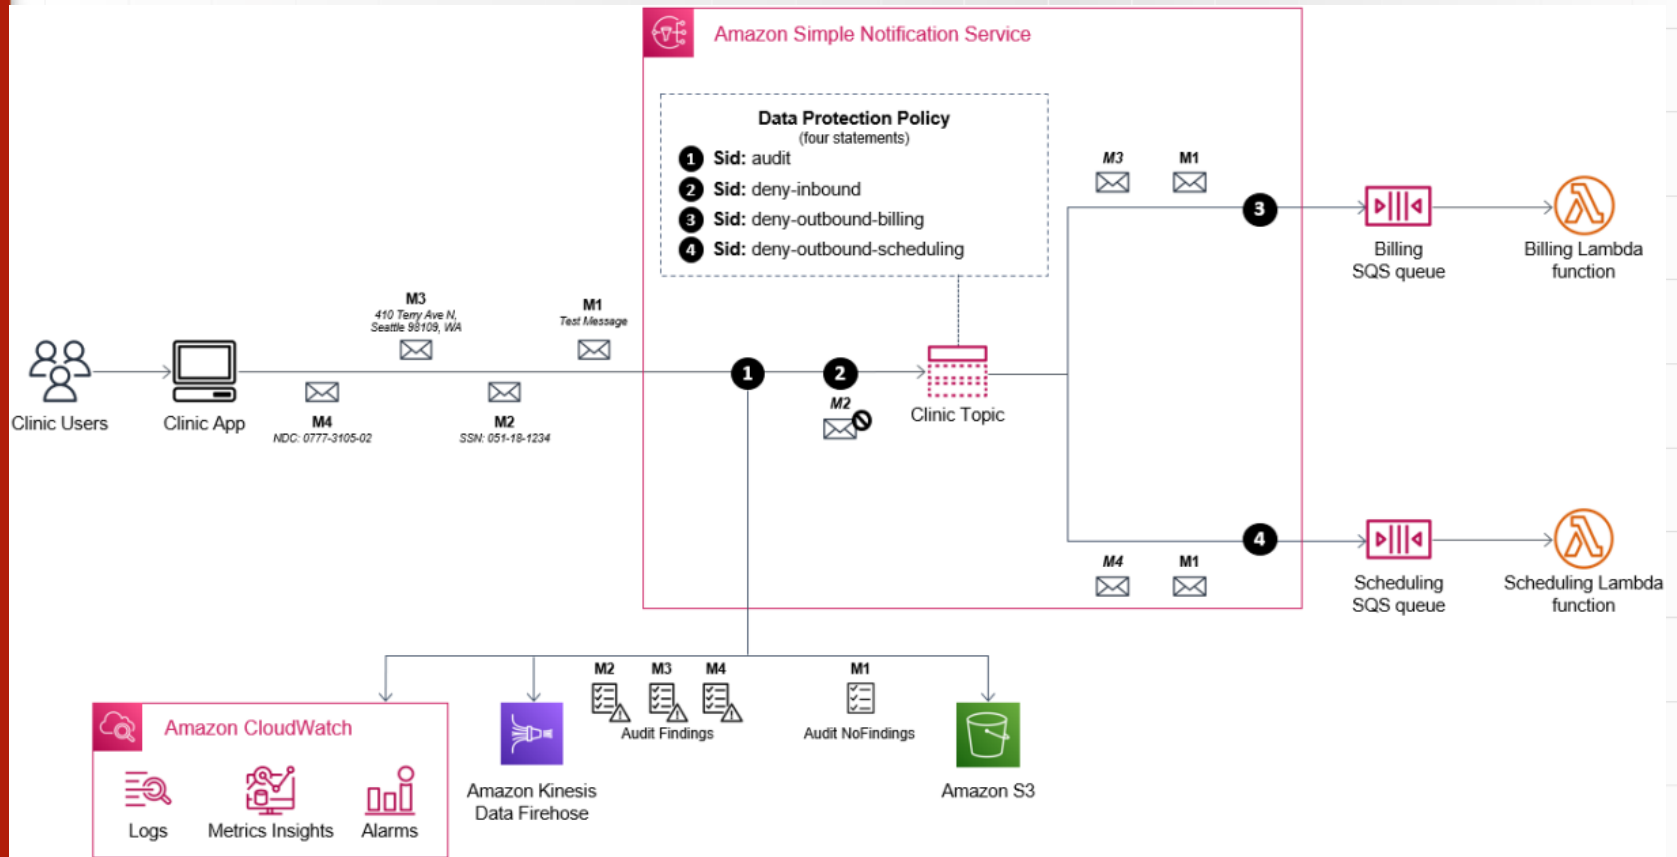 Amazon Simple Notification Service
Data Protection Policy
(four statements)
1 Sid: audit
2 Sid: deny-inbound
3 Sid: deny-outbound-billing
4 Sid: deny-outbound-scheduling
M3 M1
3
Billing
SQS queue
Billing Lambda
function
M3
410 Terry Ave N,
Seattle 98109, WA
M1
Test Message
1
2
M2
Clinic Topic
Clinic Users
Clinic App
M4
NDC: 0777-3105-02
M2
SSN: 051-18-1234
4
M4 M1
Scheduling
SQS queue
Scheduling Lambda
function
M2 M3 M4
Audit Findings
M1
Audit NoFindings
Amazon CloudWatch
Logs
Metrics Insights
Alarms
Amazon Kinesis
Data Firehose
Amazon S3